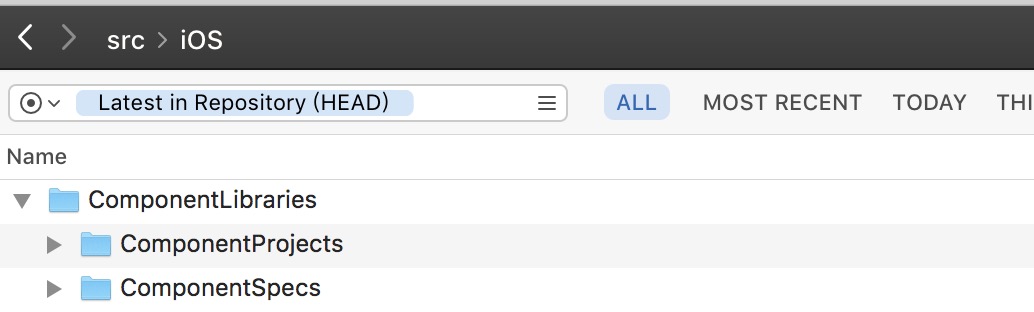 src > iOS
Latest in Repository (HEAD) ALL MOST RECENT TODAY THI
Name
ComponentLibraries
ComponentProjects
ComponentSpecs